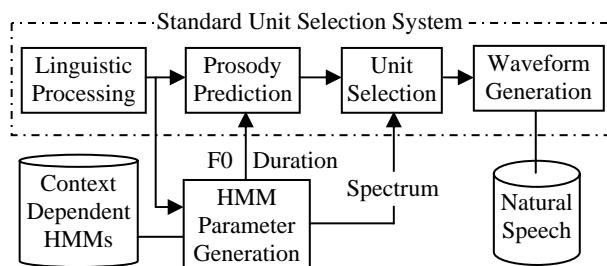 Standard Unit Selection System
Linguistic
Processing
Prosody
Prediction
Unit
Selection
Waveform
Generation
F0 Duration
Spectrum
Context
Dependent
HMMs
HMM
Parameter
Generation
Natural
Speech